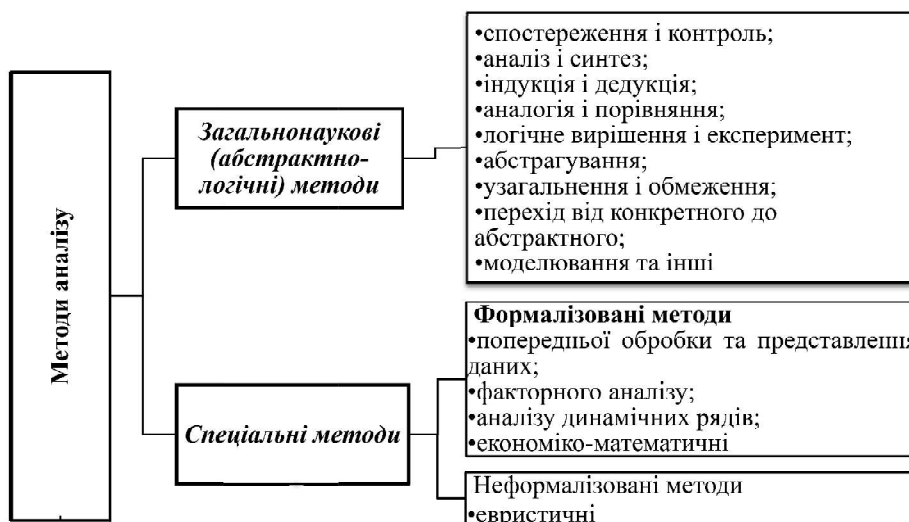 Методи аналізу
Загальнонаукові
(абстрактно-
логічні) методи
•спостереження і контроль;
•аналіз і синтез;
•індукція і дедукція;
•аналогія і порівняння;
•логічне вирішення і експеримент;
•абстрагування;
•узагальнення і обмеження;
•перехід від конкретного до
абстрактного;
•моделювання та інші
Спеціальні методи
Формалізовані методи
•попередньої обробки та представлення
даних;
•факторного аналізу;
•аналізу динамічних рядів;
•економіко-математичні
Неформалізовані методи
•евристичні